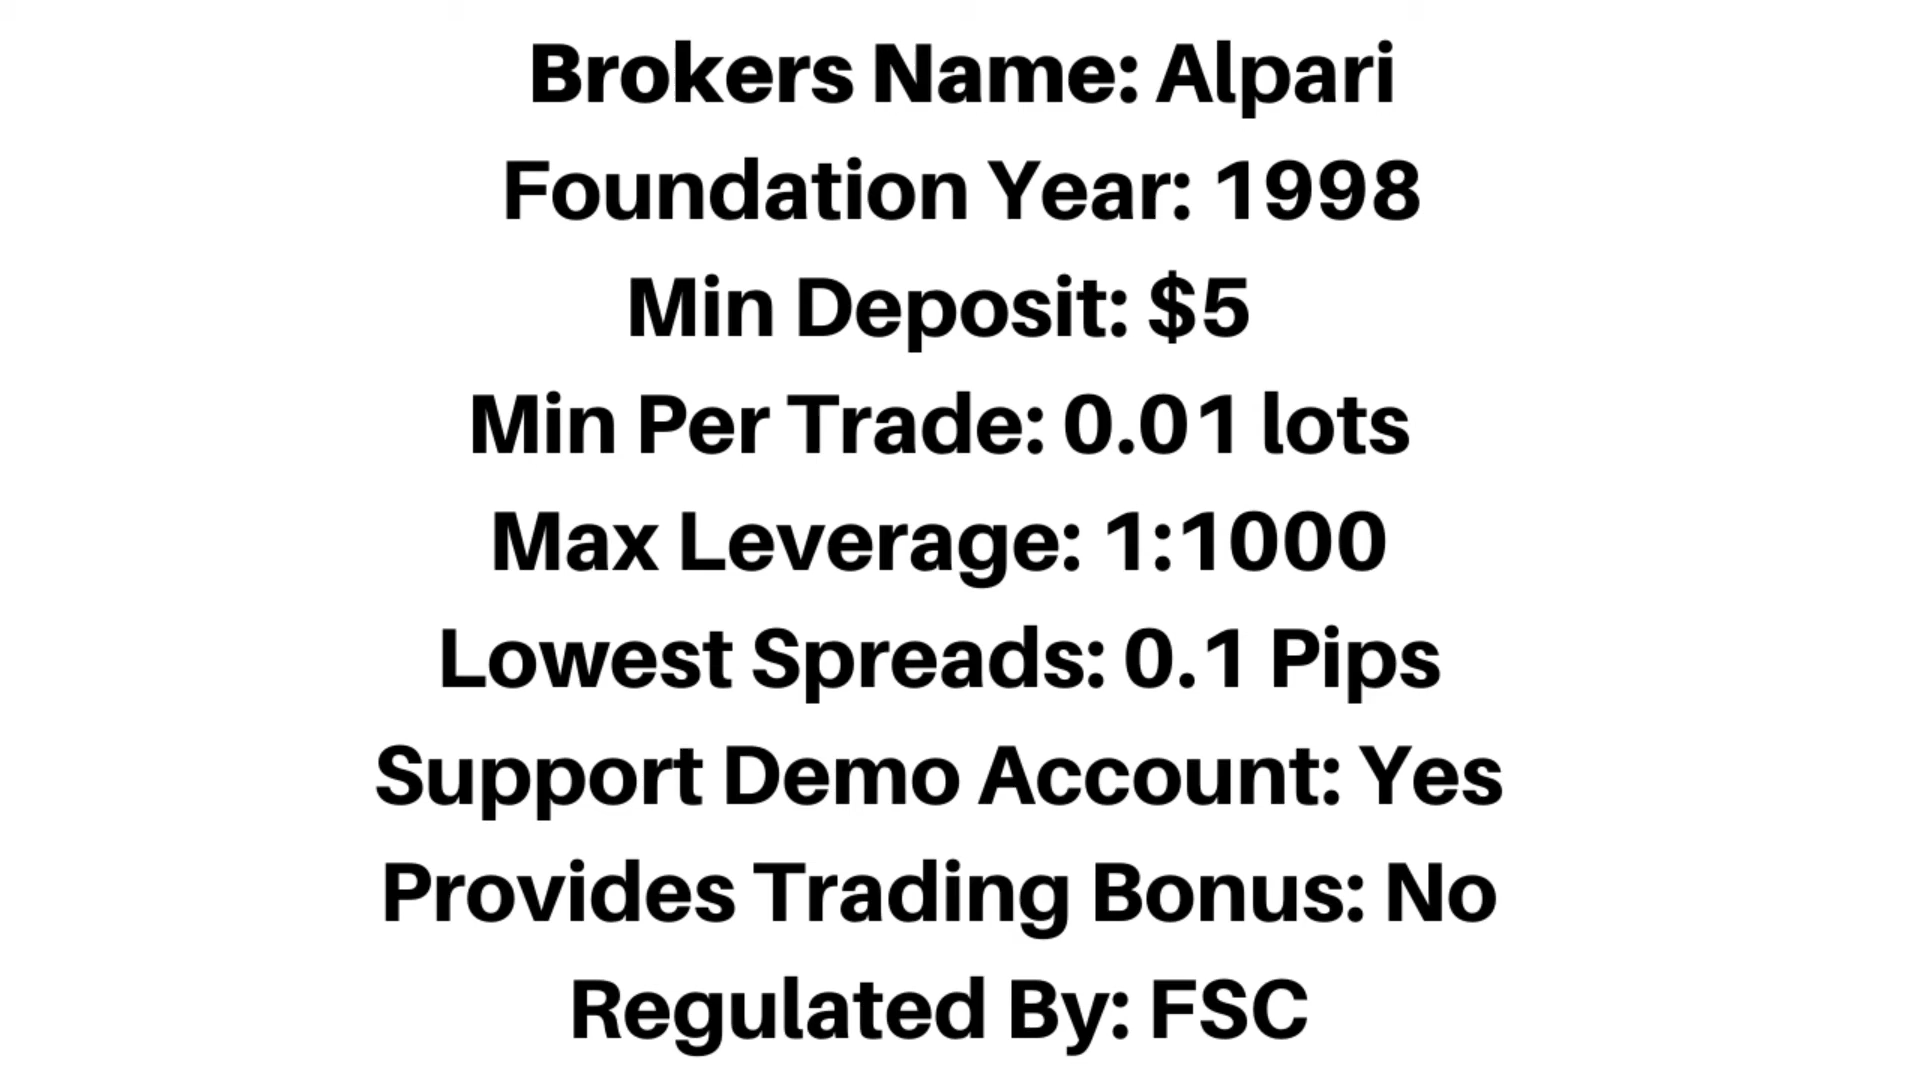 Brokers Name: Alpari
Foundation Year: 1998
Min Deposit: $5
Min Per Trade: 0.01 lots
Max Leverage: 1:1000
Lowest Spreads: 0.1 Pips
Support Demo Account: Yes
Provides Trading Bonus: No
Regulated By: FSC